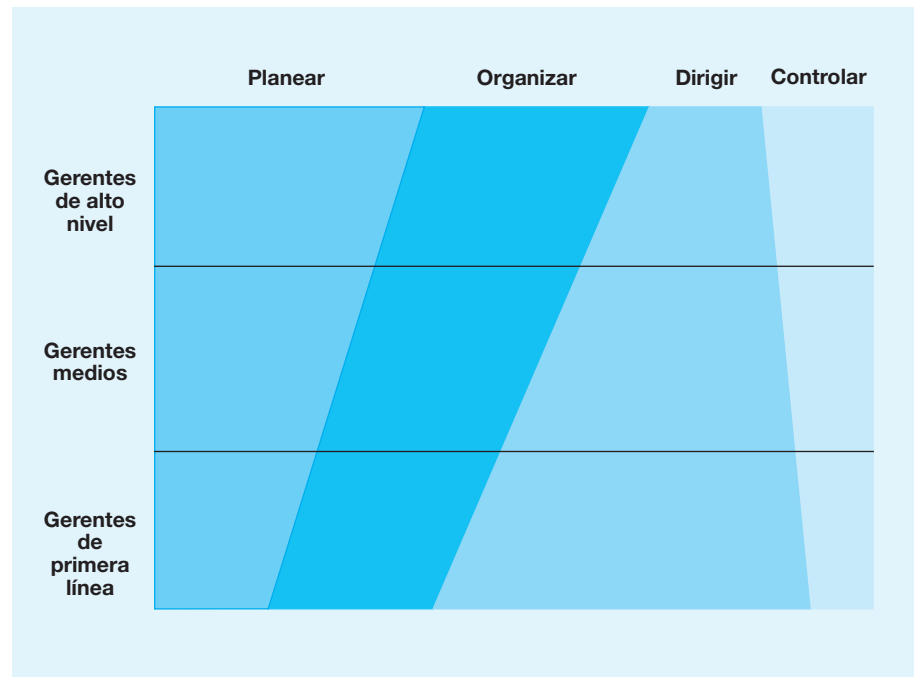 Planear
Organizar
Dirigir
Controlar
Gerentes
de alto
nivel
Gerentes
medios
Gerentes
de
primera
línea